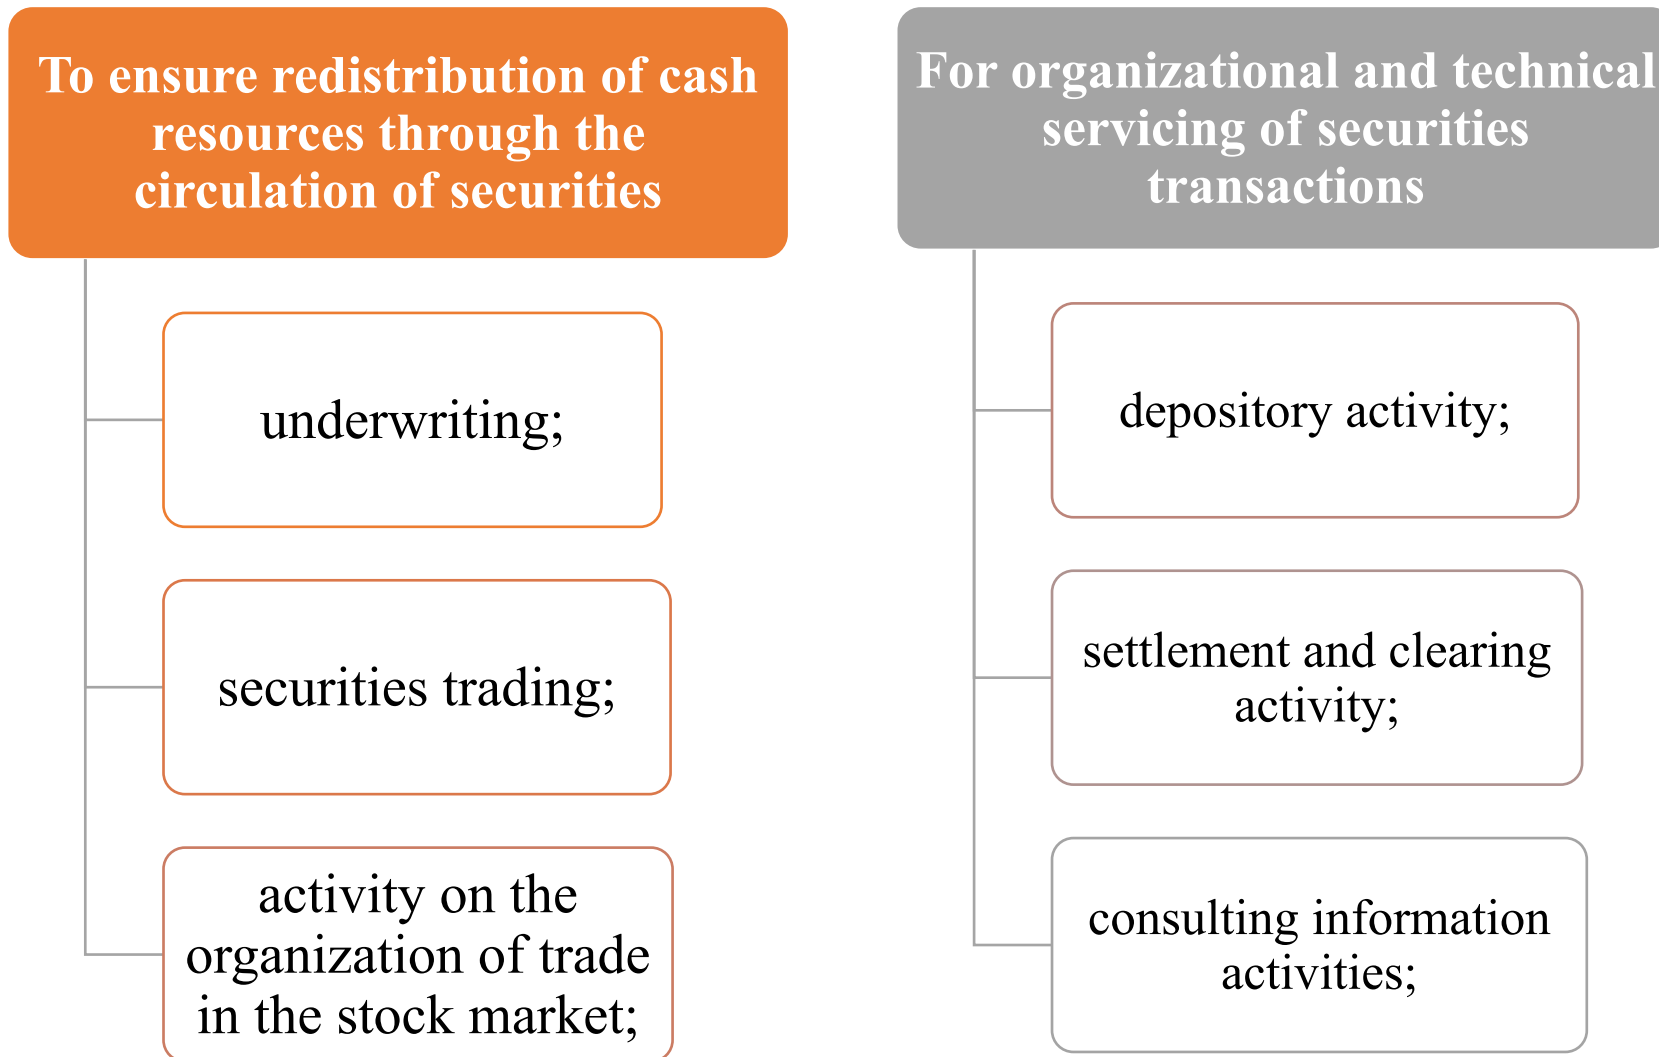 To ensure redistribution of cash
resources through the
circulation of securities
underwriting;
securities trading;
activity on the
organization of trade
in the stock market;
For organizational and technical
servicing of securities
transactions
depository activity;
settlement and clearing
activity;
consulting information
activities;